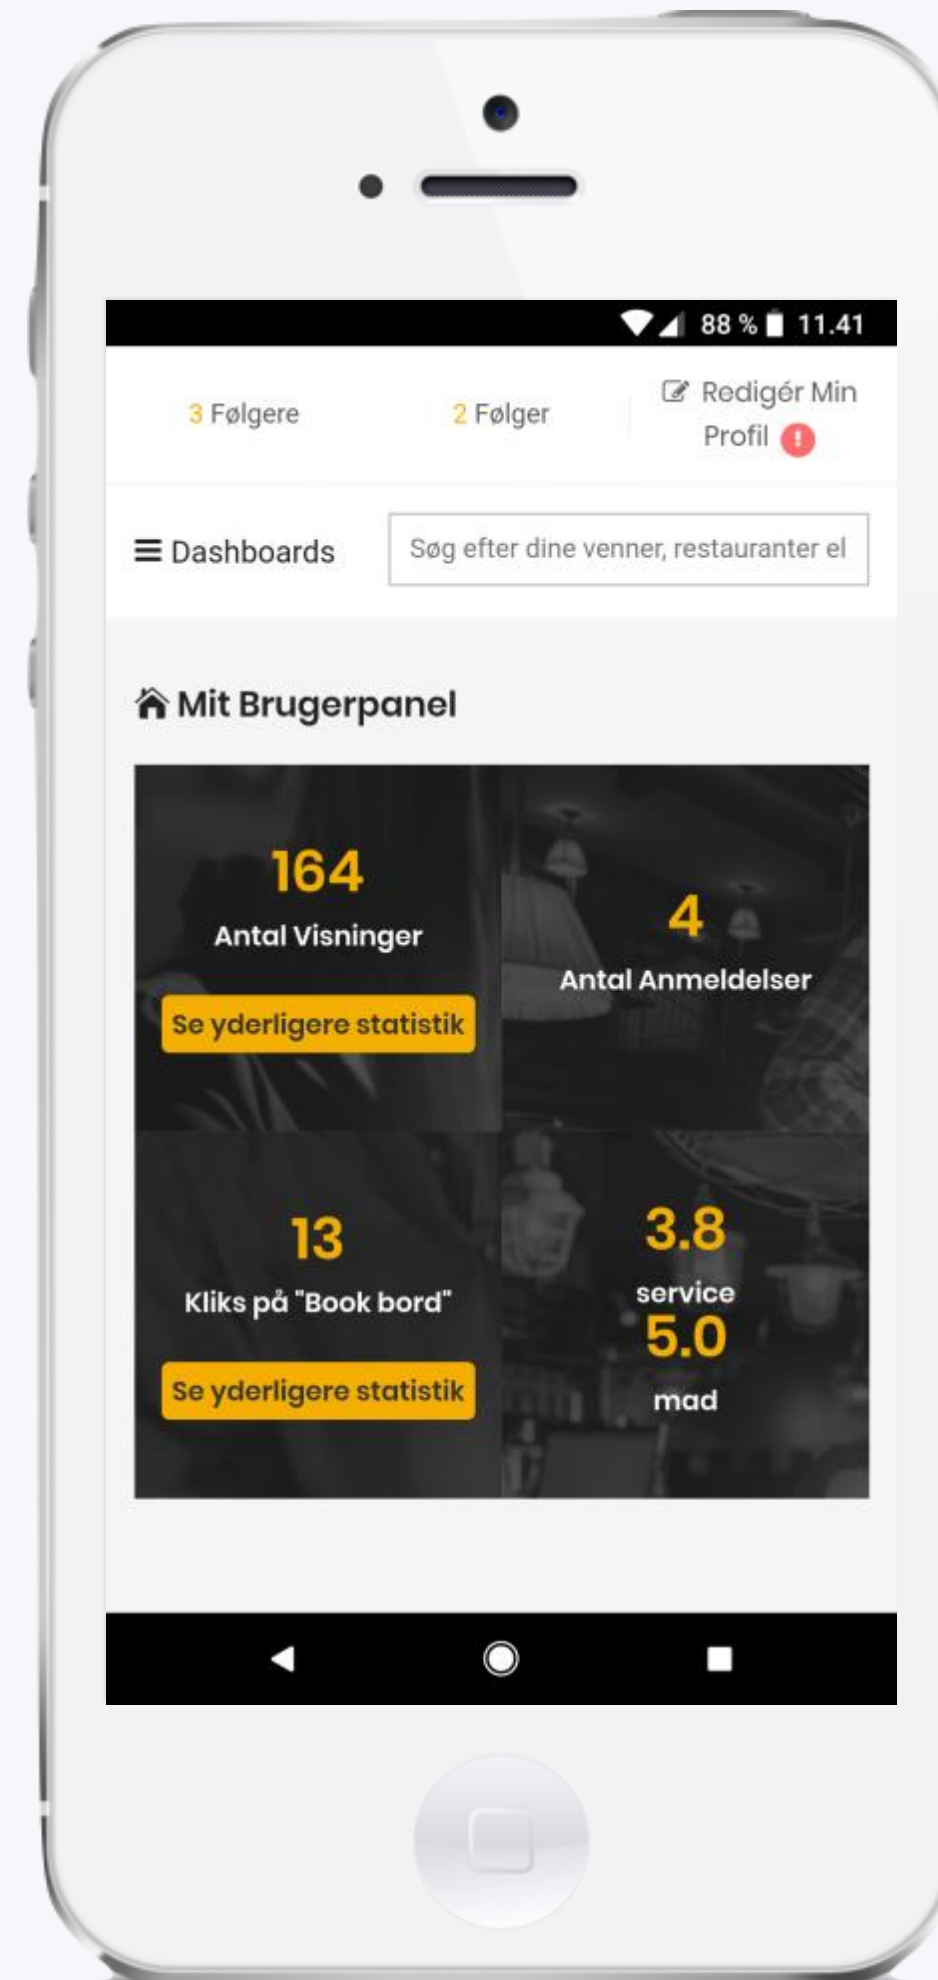 88 % 11.41
3 Følgere
2 Følger
Redigér Min
Profil !
Dashboards
Søg efter dine venner, restauranter el
Mit Brugerpanel
164
Antal Visninger
Se yderligere statistik
4
Antal Anmeldelser
13
Kliks på "Book bord"
Se yderligere statistik
3.8
service
5.0
mad